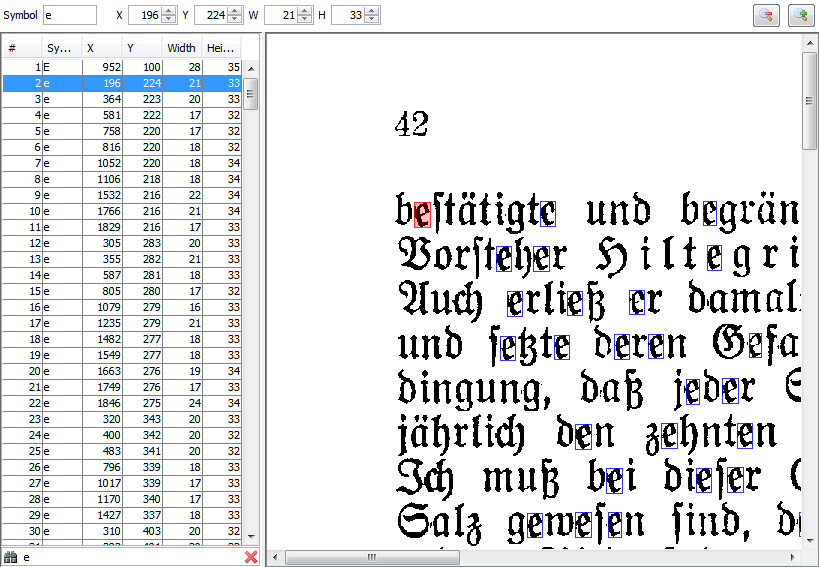 Symbol e X 196 Y 224 W 21 H 33
# Sy... X Y Width Hei...
1 E 952 100 28 35
2 e 196 224 21 33
3 e 364 223 20 33
4 e 581 222 17 32
5 e 758 220 17 32
6 e 816 220 18 32
7 e 1052 220 18 34
8 e 1106 218 18 34
9 e 1532 216 22 34
10 e 1766 216 21 34
11 e 1829 216 17 33
12 e 305 283 20 33
13 e 355 282 21 33
14 e 587 281 18 33
15 e 805 280 17 32
16 e 1079 279 16 33
17 e 1235 279 21 33
18 e 1482 277 18 33
19 e 1549 277 18 33
20 e 1663 276 19 34
21 e 1749 276 17 33
22 e 1846 275 24 34
23 e 320 343 20 33
24 e 400 342 20 32
25 e 483 341 20 32
26 e 796 339 18 33
27 e 1017 339 17 33
28 e 1170 340 17 33
29 e 1427 337 18 33
30 e 310 403 20 32
e
42
beſtätigte und begrän
Vorſteher Hiltegri
Auch erließ er damal
und ſetzte deren Geſa
dingung, daß jeder
jährlich den zehnten
Ich muß bei dieſer
Salz geweſen ſind, d